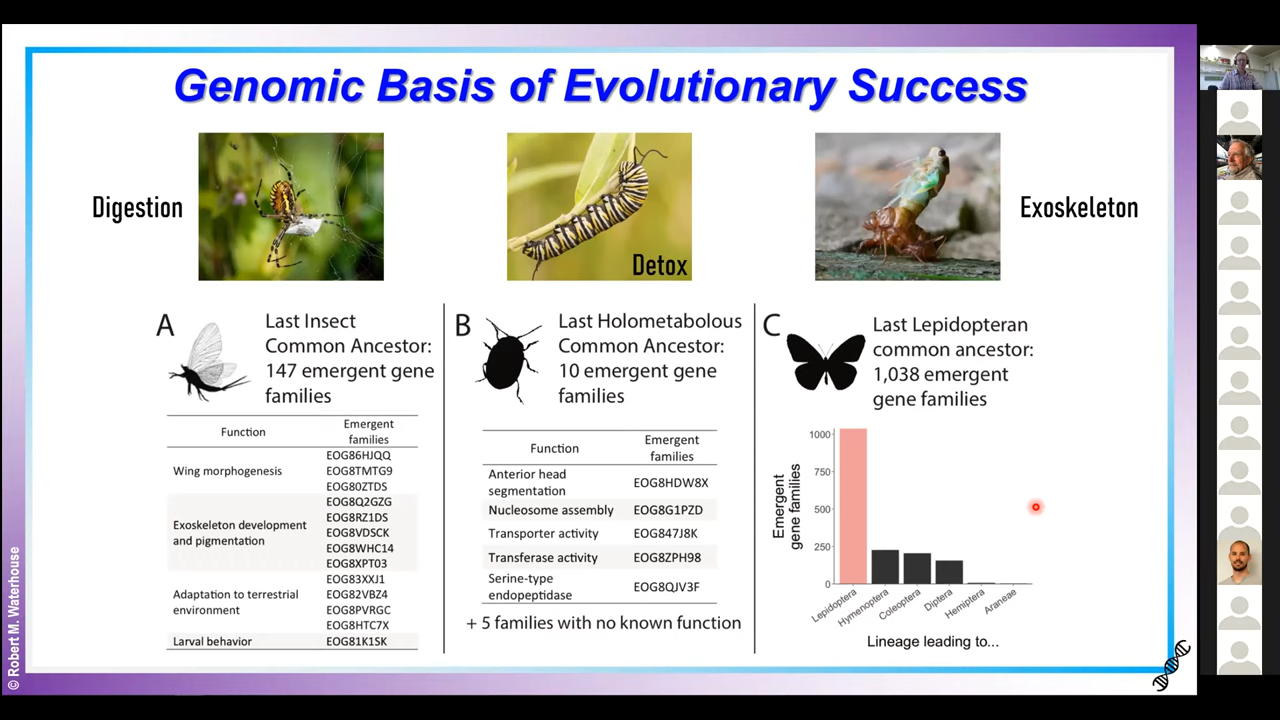 Genomic Basis of Evolutionary Success
Digestion
Detox
Exoskeleton
A
Last Insect
Common Ancestor:
147 emergent gene
families
Function
Emergent
families
Wing morphogenesis
EOG86HJQQ
EOG8TMTG9
EOG80ZTDS
Exoskeleton development
and pigmentation
EOG8Q2GZG
EOG8RZ1DS
EOG8VDSCK
EOG8WHC14
EOG8XPT03
Adaptation to terrestrial
environment
EOG83XXJ1
EOG82VBZ4
EOG8PVRGC
EOG8HTC7X
Larval behavior
EOG81K1SK
B
Last Holometabolous
Common Ancestor:
10 emergent gene
families
Function
Emergent
families
Anterior head
segmentation
EOG8HDW8X
Nucleosome assembly
EOG8G1PZD
Transporter activity
EOG847J8K
Transferase activity
EOG8ZPH98
Serine-type
endopeptidase
EOG8QJV3F
+ 5 families with no known function
C
Last Lepidopteran
common ancestor:
1,038 emergent
gene families
Emergent
gene families
1000
750
500
250
0
Lepidoptera
Hymenoptera
Coleoptera
Diptera
Hemiptera
Araneae
Lineage leading to...
© Robert M. Waterhouse